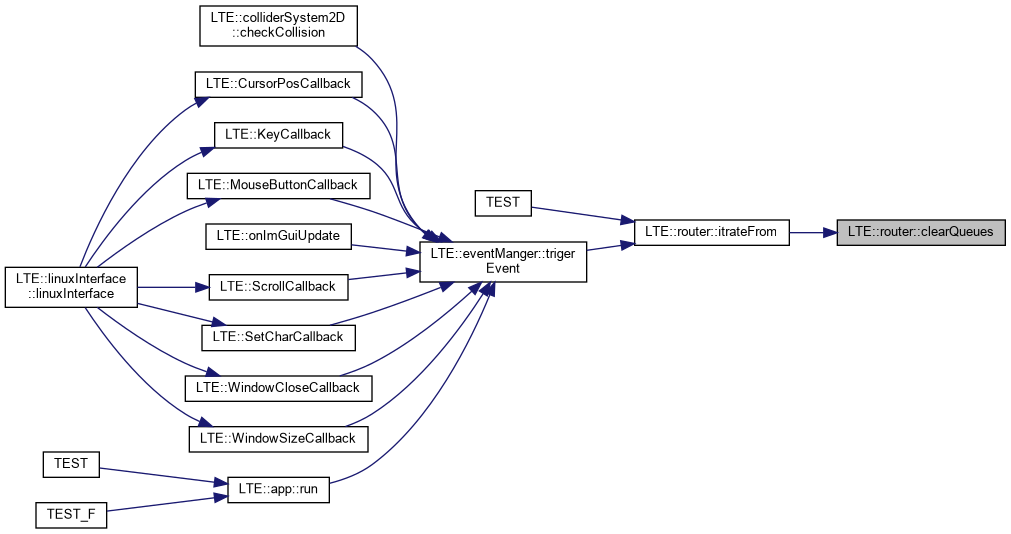 LTE::colliderSystem2D
::checkCollision
LTE::CursorPosCallback
LTE::KeyCallback
LTE::MouseButtonCallback
TEST
LTE::router::itrateFrom
LTE::router::clearQueues
LTE::onImGuiUpdate
LTE::eventManger::triger
Event
LTE::linuxInterface
::linuxInterface
LTE::ScrollCallback
LTE::SetCharCallback
LTE::WindowCloseCallback
LTE::WindowSizeCallback
TEST
LTE::app::run
TEST_F